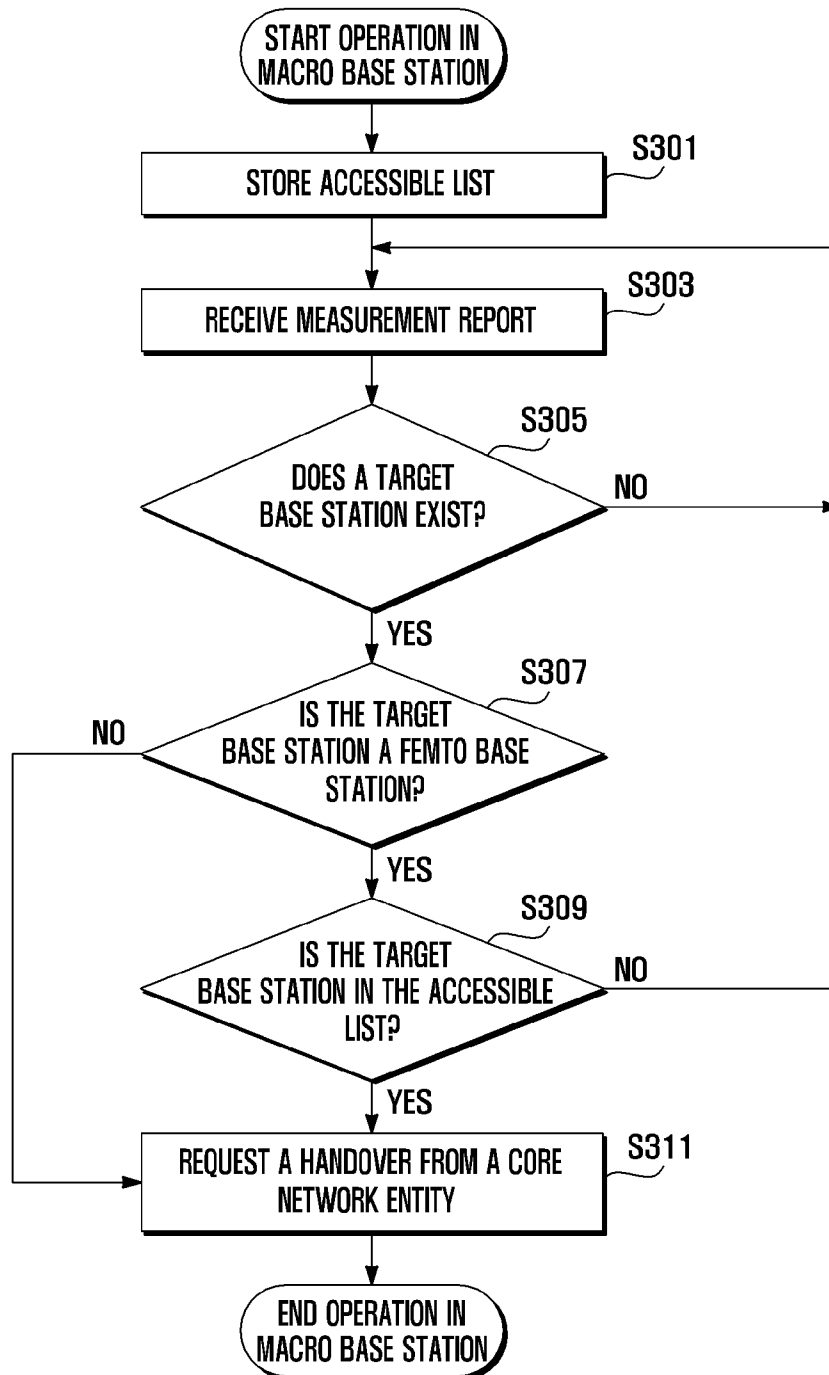 START OPERATION IN
MACRO BASE STATION
S301
STORE ACCESSIBLE LIST
S303
RECEIVE MEASUREMENT REPORT
S305
DOES A TARGET
BASE STATION EXIST?
NO
YES
S307
IS THE TARGET
BASE STATION A FEMTO BASE
STATION?
NO
YES
S309
IS THE TARGET
BASE STATION IN THE ACCESSIBLE
LIST?
NO
YES
S311
REQUEST A HANDOVER FROM A CORE
NETWORK ENTITY
END OPERATION IN
MACRO BASE STATION